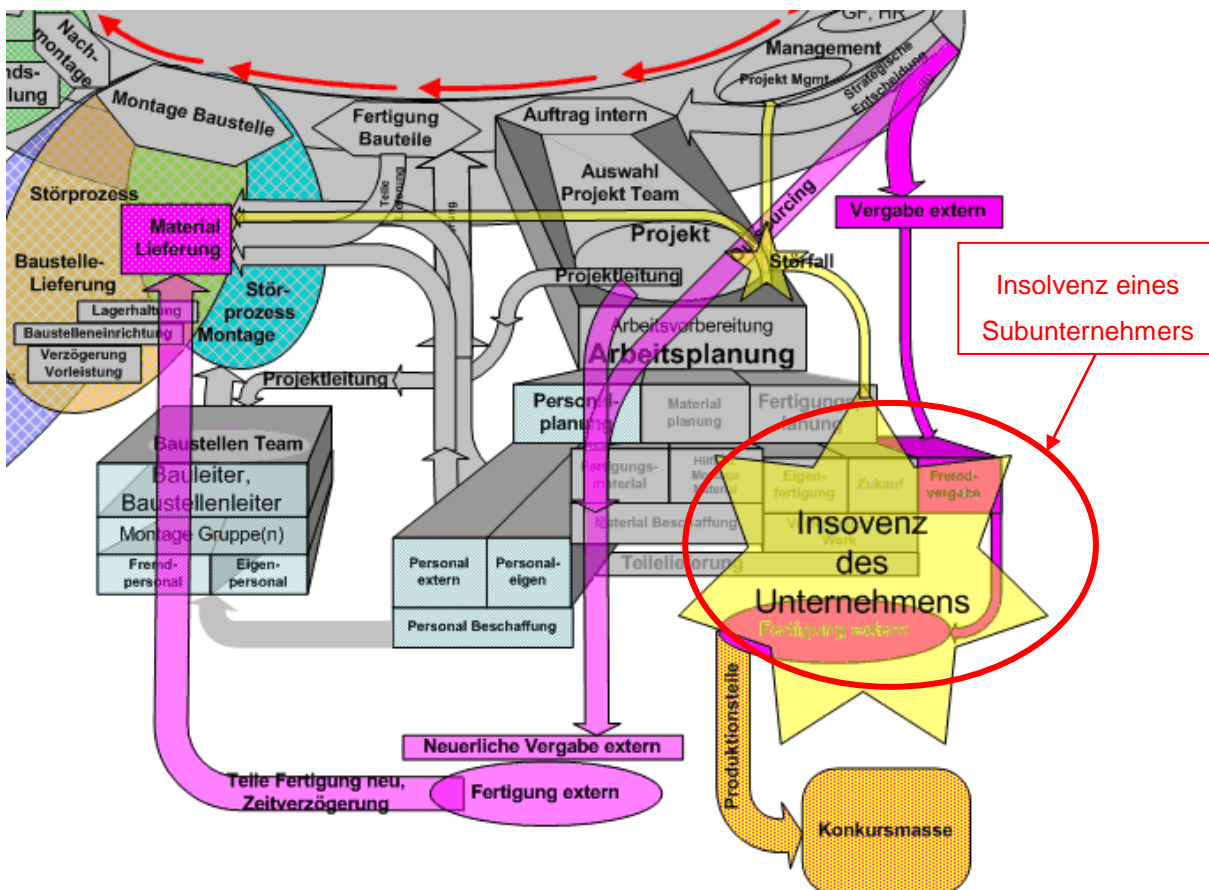 GF, HR
Management
Projekt Mgmt
Strategische
Entscheidung
Nach-
montage
Montage Baustelle
Fertigung
Bauteile
Auftrag intern
Auswahl
Projekt Team
Teile
Lieferung
Störprozess
Material
Lieferung
Projekt
Störfall
Vergabe extern
Projektleitung
Baustelle-
Lieferung
Stör-
prozess
Montage
Lagerhaltung
Baustelleneinrichtung
Verzögerung
Vorleistung
Insolvenz eines
Subunternehmers
Arbeitsvorbereitung
Arbeitsplanung
Projektleitung
Personal-
planung
Material
planung
Baustellen Team
Bauleiter,
Baustellenleiter
Montage Gruppe(n)
Fremd-
personal
Eigen-
personal
Fertigungs-
material
Eigen-
fertigung
Zukauf
Fremd-
vergabe
Material Beschaffung
Werk
Teilelieferung
Insovenz
des
Unternehmens
Fertigung extern
Personal
extern
Personal-
eigen
Personal Beschaffung
Neuerliche Vergabe extern
Teile Fertigung neu,
Zeitverzögerung
Fertigung extern
Produktionsteile
Konkursmasse